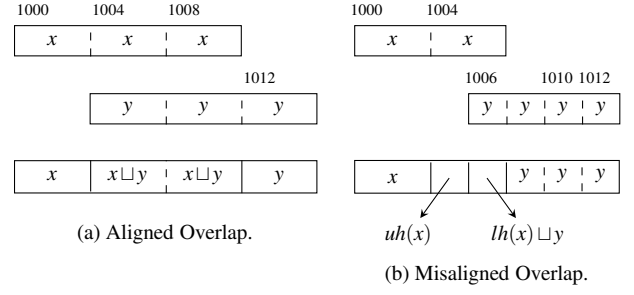 1000 1004 1008
x x x
1012
y y y
x x⊔y x⊔y y
(a) Aligned Overlap.
1000 1004
x x
1006 1010 1012
y y y y
x y y y
uh(x) lh(x)⊔y
(b) Misaligned Overlap.